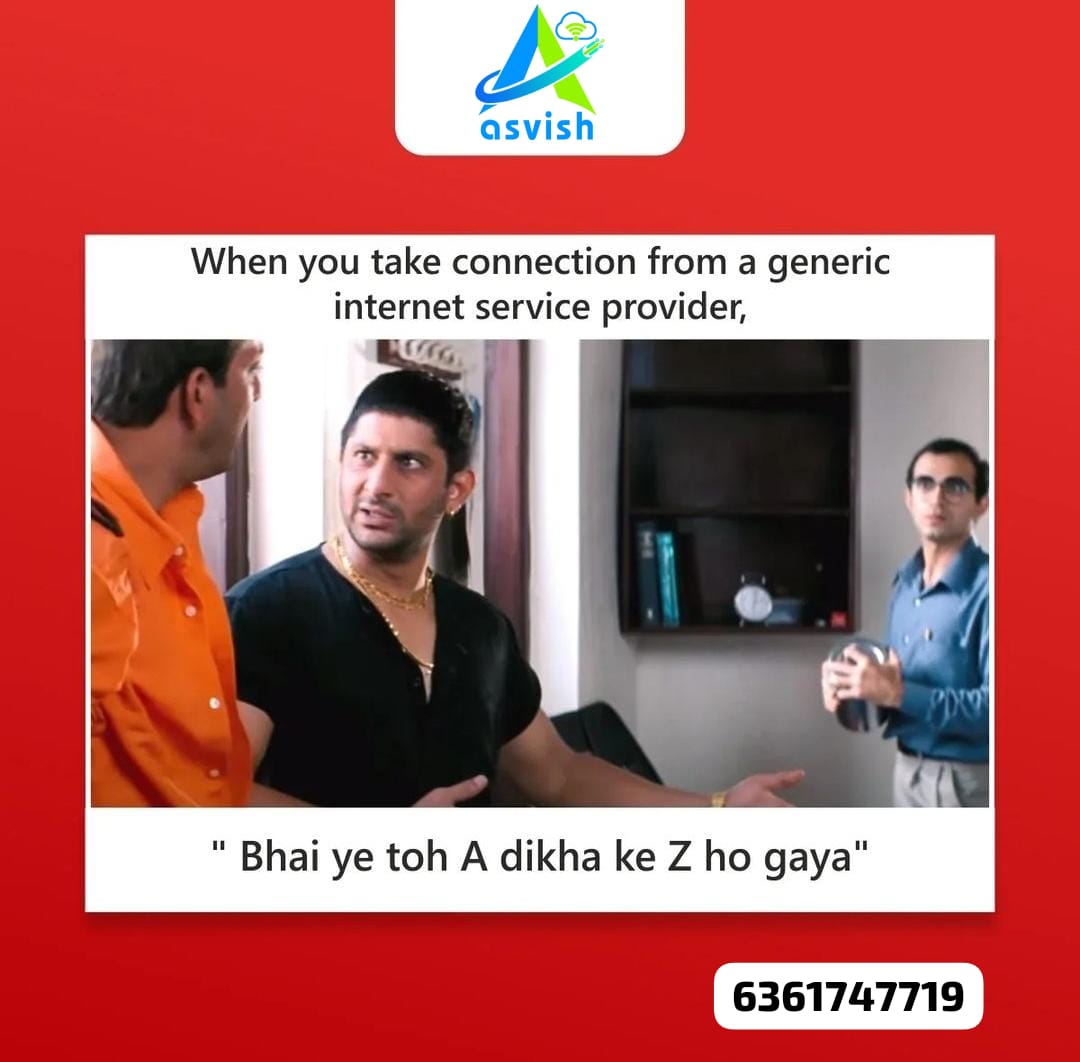 asvish
When you take connection from a generic
internet service provider,
" Bhai ye toh A dikha ke Z ho gaya"
6361747719